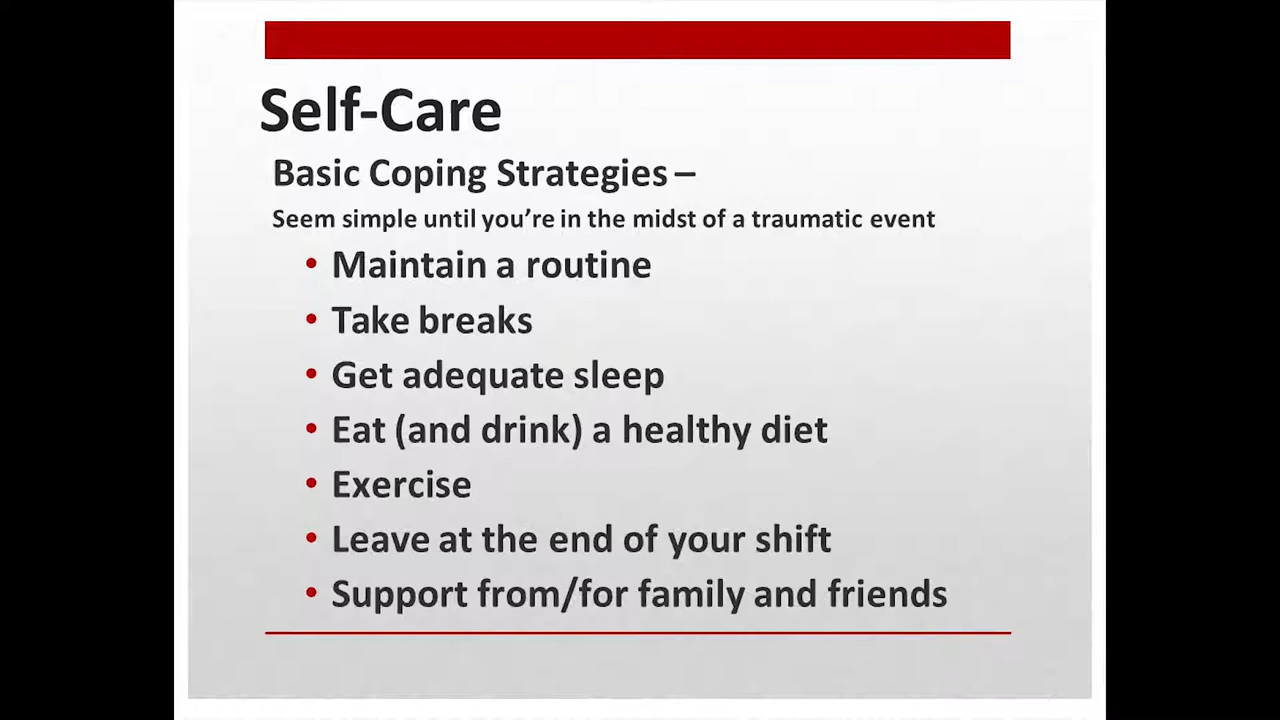 Self-Care
Basic Coping Strategies –
Seem simple until you're in the midst of a traumatic event
• Maintain a routine
• Take breaks
• Get adequate sleep
• Eat (and drink) a healthy diet
• Exercise
• Leave at the end of your shift
• Support from/for family and friends